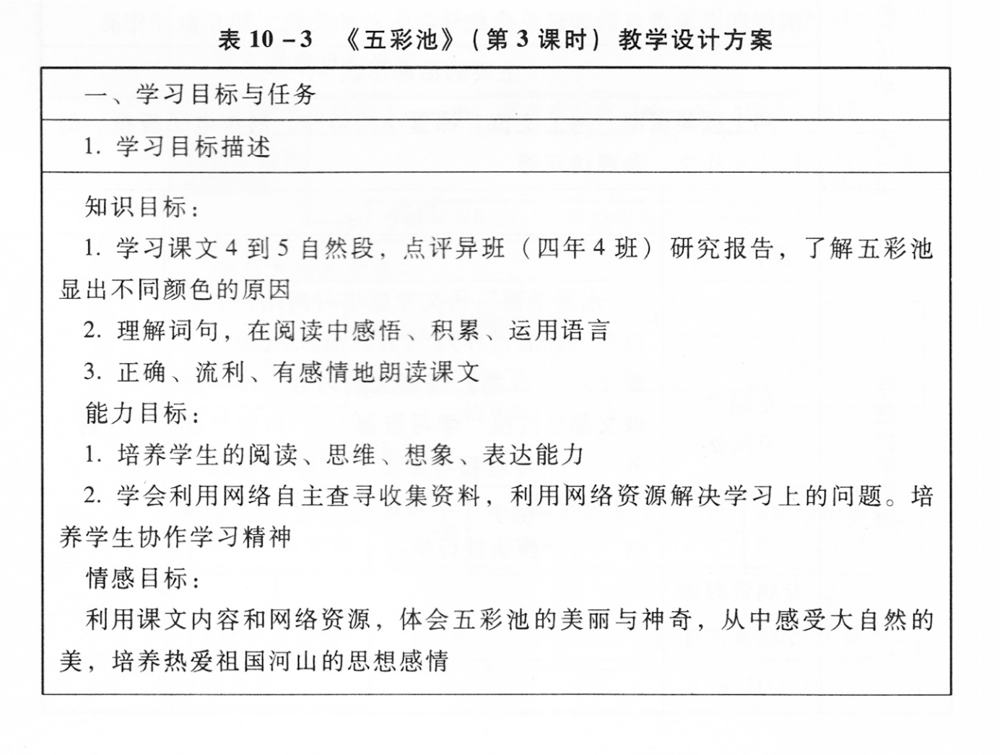 表 10-3 《五彩池》(第 3 课时) 教学设计方案
一、学习目标与任务
1. 学习目标描述
知识目标:
1. 学习课文 4 到 5 自然段,点评异班(四年 4 班)研究报告,了解五彩池
显出不同颜色的原因
2. 理解词句,在阅读中感悟、积累、运用语言
3. 正确、流利、有感情地朗读课文
能力目标:
1. 培养学生的阅读、思维、想象、表达能力
2. 学会利用网络自主查寻收集资料,利用网络资源解决学习上的问题。培
养学生协作学习精神
情感目标:
利用课文内容和网络资源,体会五彩池的美丽与神奇,从中感受大自然的
美,培养热爱祖国河山的思想感情